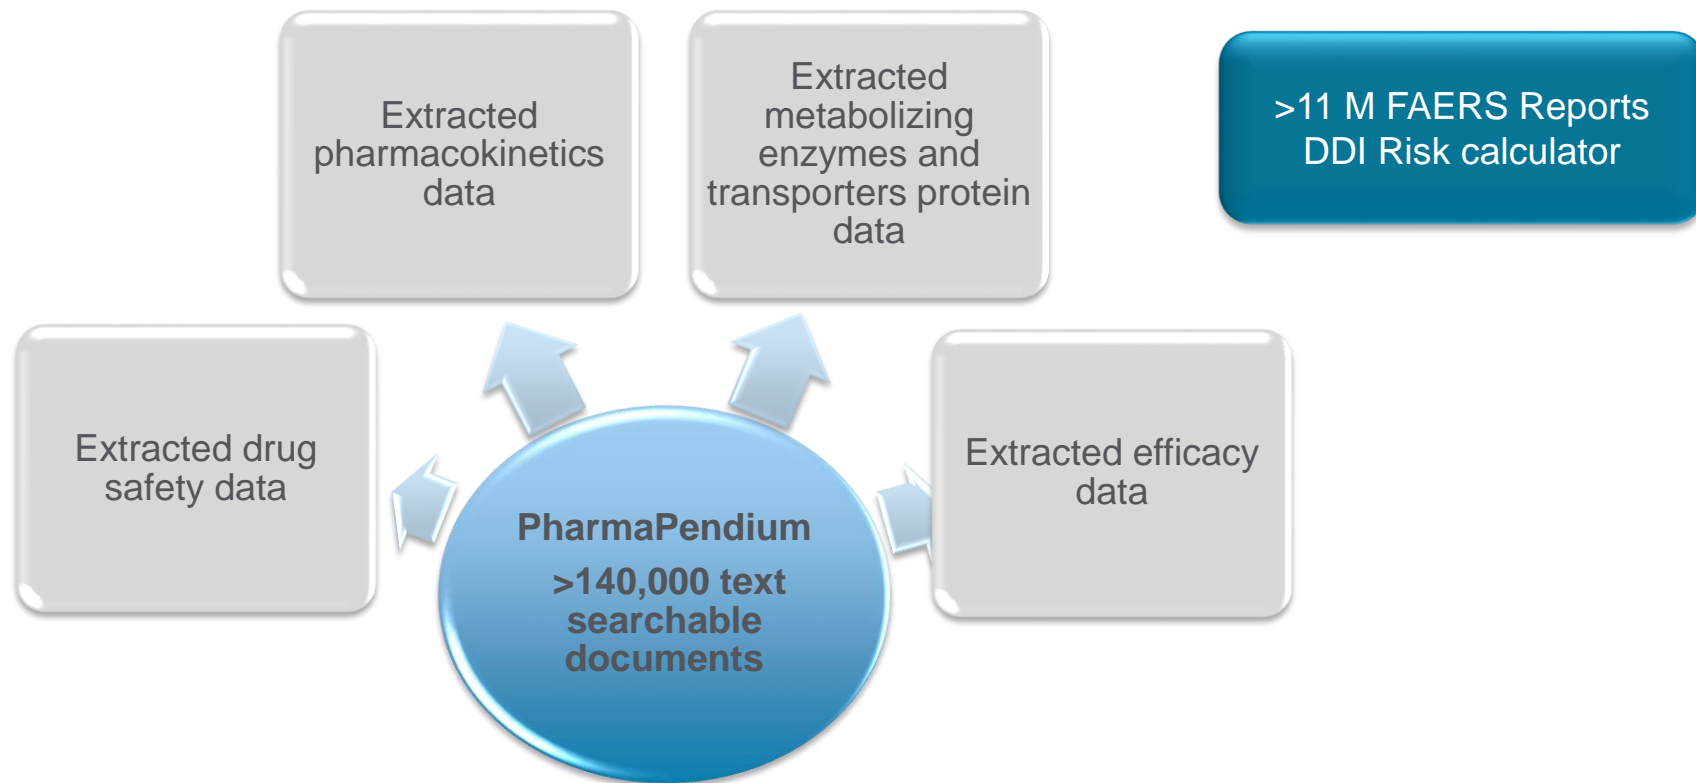 Extracted
pharmacokinetics
data
Extracted
metabolizing
enzymes and
transporters protein
data
>11 M FAERS Reports
DDI Risk calculator
Extracted drug
safety data
Extracted efficacy
data
PharmaPendium
>140,000 text
searchable
documents